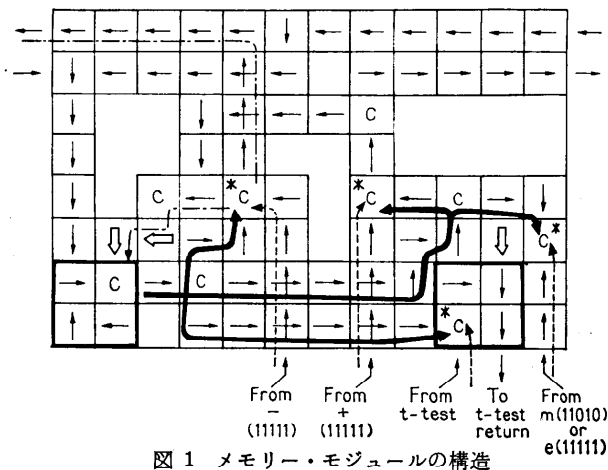 C
* C * C C
C *
C C
* C
From From From To From
− + t-test t-test m(11010)
(11111) (11111) return or
e(11111)
図 1 メモリー・モジュールの構造